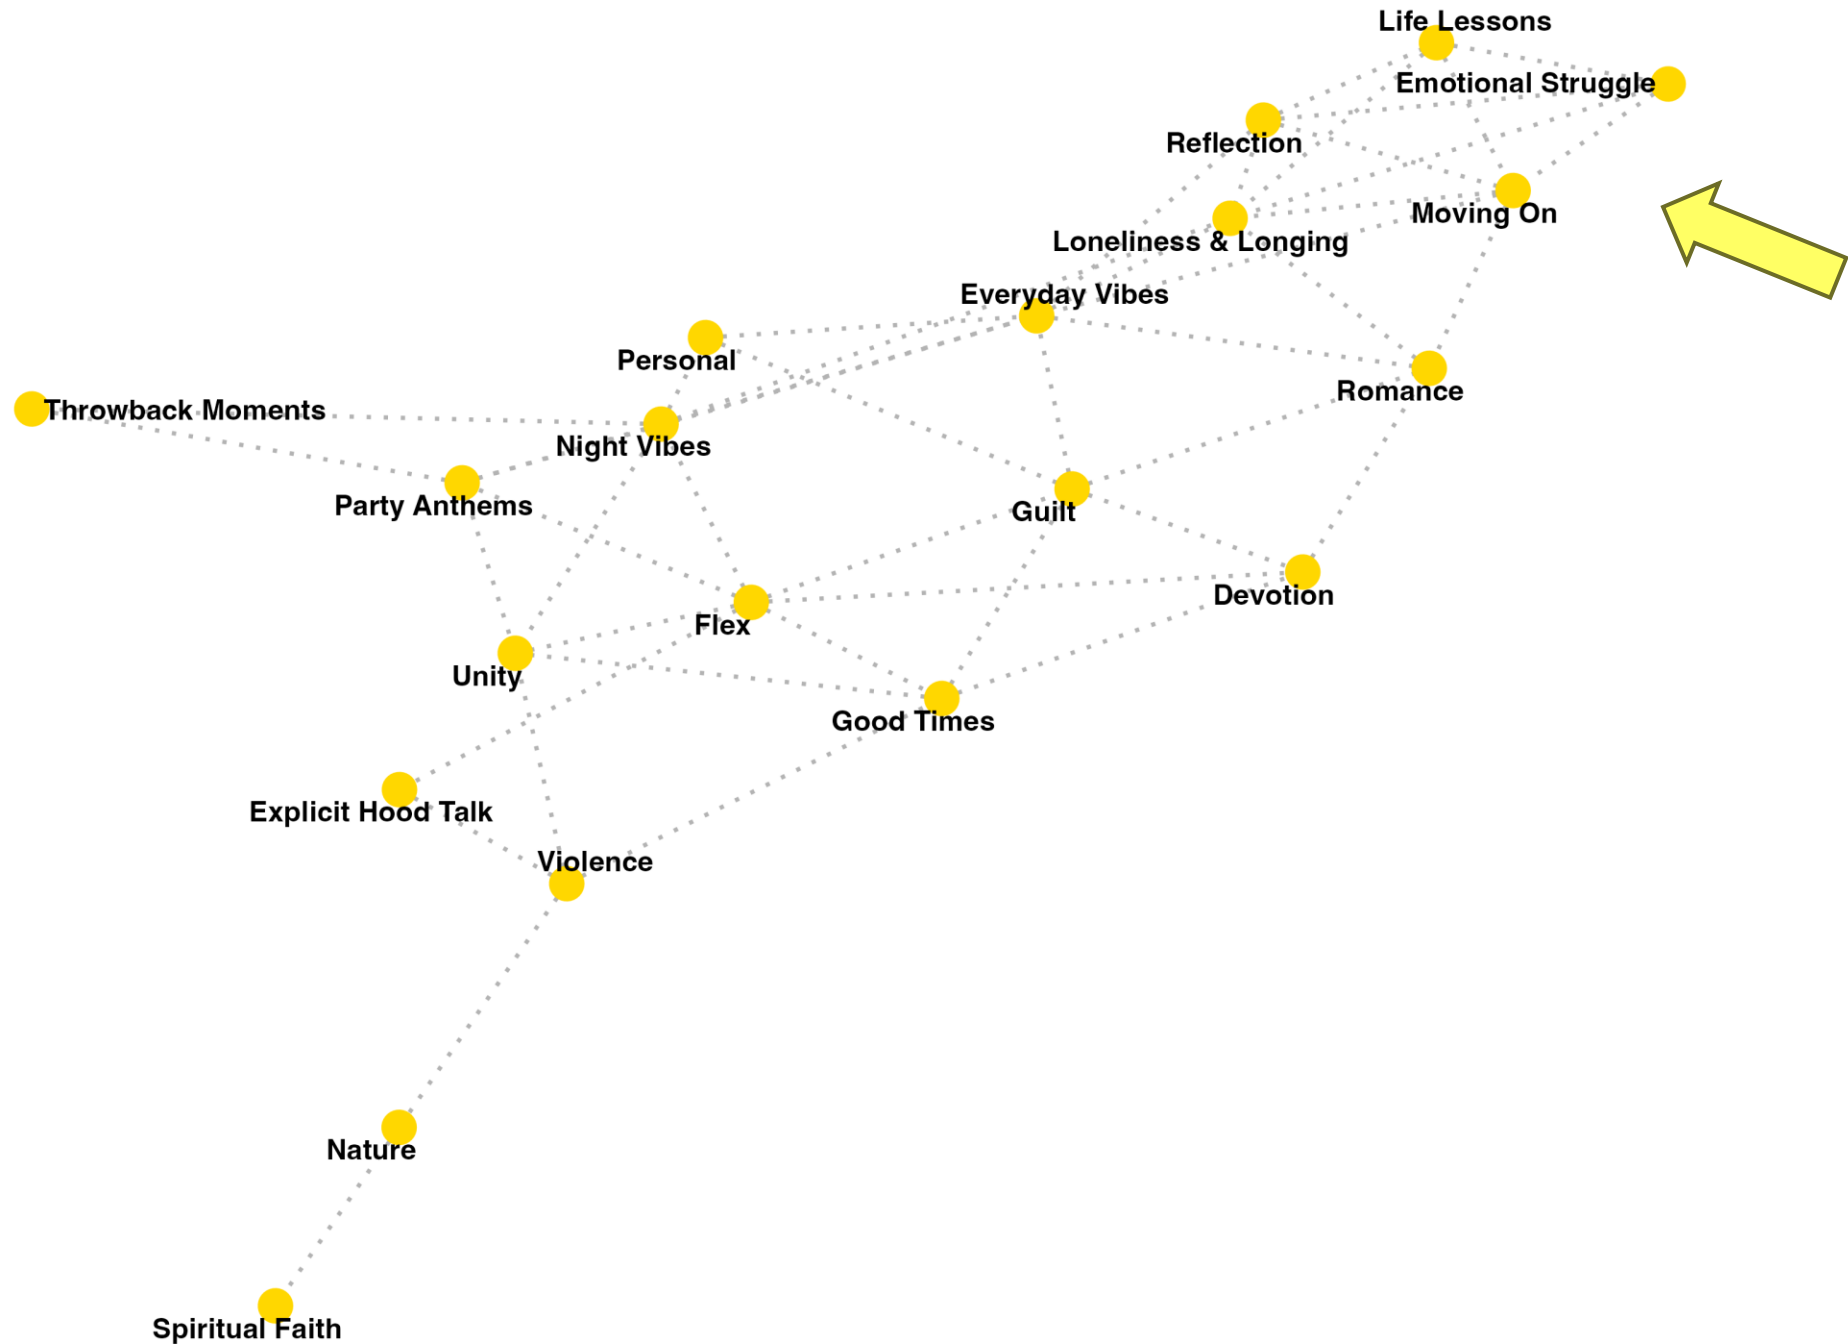 Life Lessons
Emotional Struggle
Reflection
Moving On
Loneliness & Longing
Everyday Vibes
Personal
Romance
Throwback Moments
Night Vibes
Party Anthems
Guilt
Devotion
Flex
Unity
Good Times
Explicit Hood Talk
Violence
Nature
Spiritual Faith